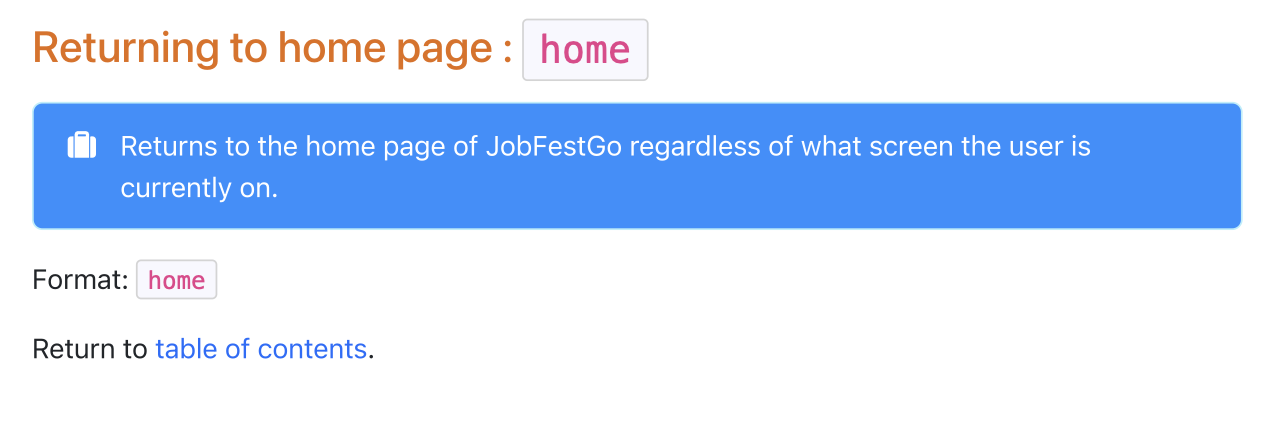 Returning to home page : home
Returns to the home page of JobFestGo regardless of what screen the user is
currently on.
Format: home
Return to table of contents.